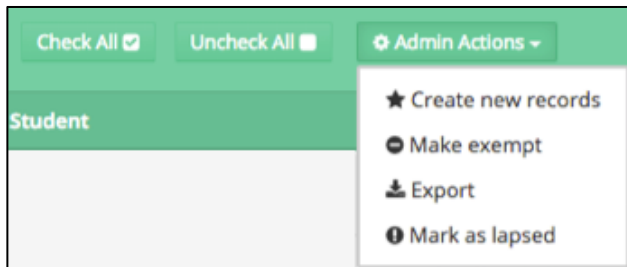 Check All
Uncheck All
Admin Actions
Student
Create new records
Make exempt
Export
Mark as lapsed